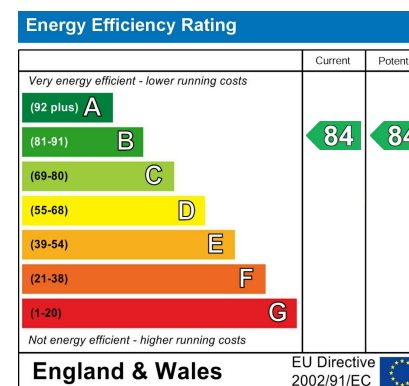 Energy Efficiency Rating
Current Potent
Very energy efficient - lower running costs
(92 plus) A
(81-91) B 84 84
(69-80) C
(55-68) D
(39-54) E
(21-38) F
(1-20) G
Not energy efficient - higher running costs
England & Wales
EU Directive
2002/91/EC